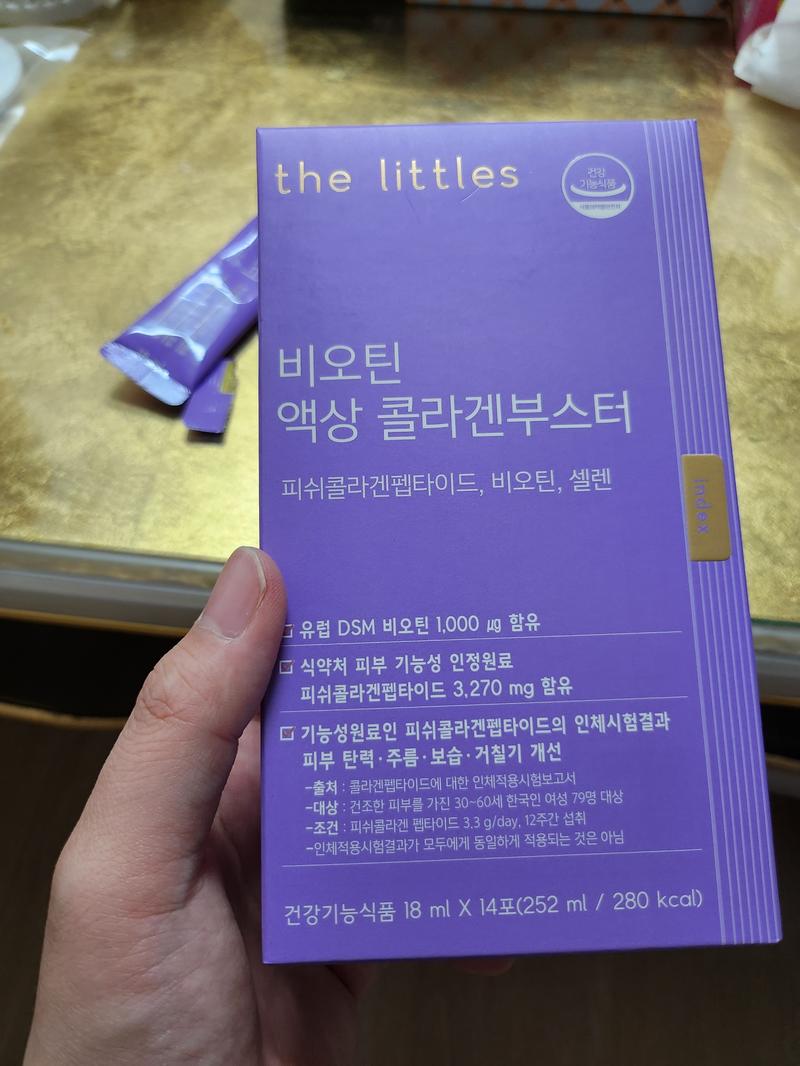 the littles
건강
기능식품
식품의약품안전처
비오틴
액상 콜라겐부스터
피쉬콜라겐펩타이드, 비오틴, 셀렌
index
유럽 DSM 비오틴 1,000 ㎍ 함유
식약처 피부 기능성 인정원료
피쉬콜라겐펩타이드 3,270 mg 함유
기능성원료인 피쉬콜라겐펩타이드의 인체시험결과
피부 탄력·주름·보습·거칠기 개선
-출처 : 콜라겐펩타이드에 대한 인체적용시험보고서
-대상 : 건조한 피부를 가진 30~60세 한국인 여성 79명 대상
-조건 : 피쉬콜라겐 펩타이드 3.3 g/day, 12주간 섭취
-인체적용시험결과가 모두에게 동일하게 적용되는 것은 아님
건강기능식품 18 ml X 14포(252 ml / 280 kcal)